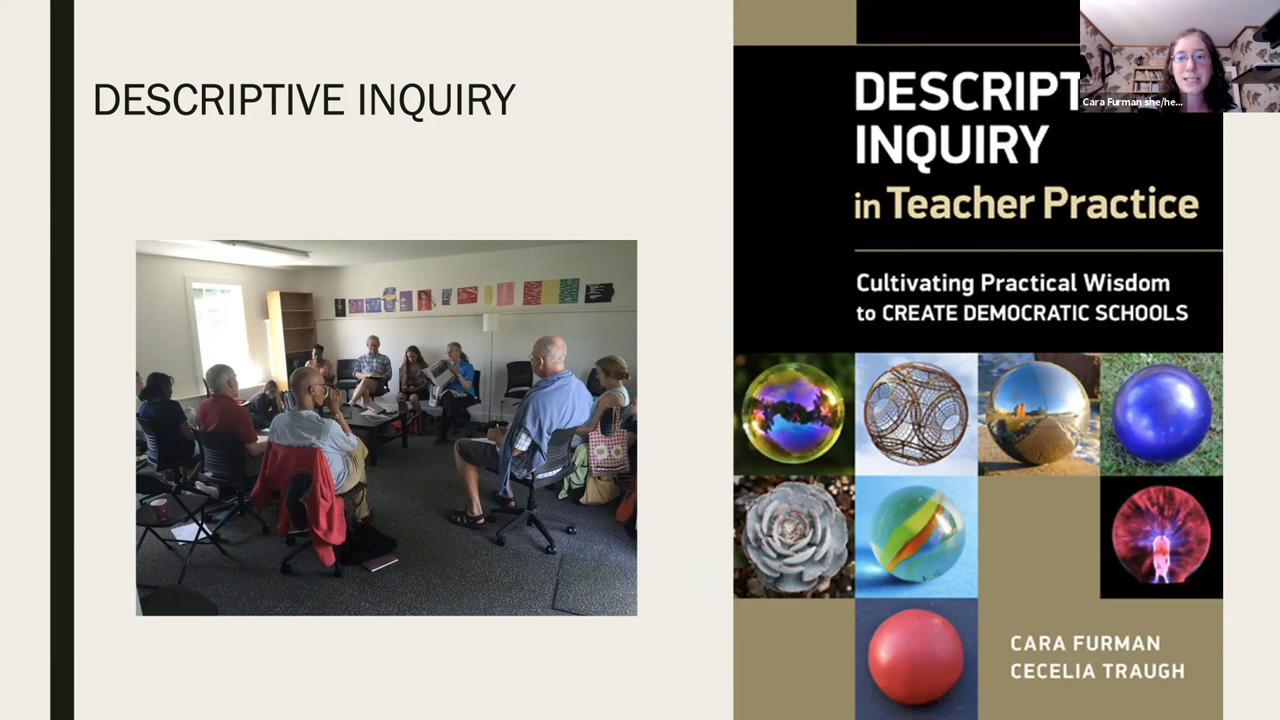 DESCRIPTIVE INQUIRY
DESCRIPT
INQUIRY
in Teacher Practice
Cultivating Practical Wisdom
to CREATE DEMOCRATIC SCHOOLS
CARA FURMAN
CECELIA TRAUGH
Cara Furman she/he...